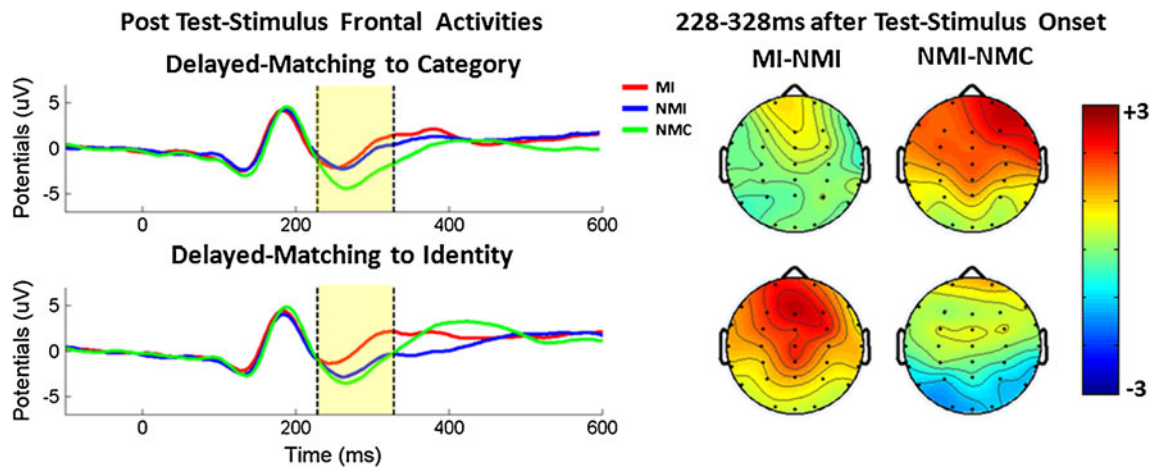 Post Test-Stimulus Frontal Activities
Delayed-Matching to Category
Potentials (uV)
5
0
-5
0
200
400
600
MI
NMI
NMC
Delayed-Matching to Identity
Potentials (uV)
5
0
-5
0
200
400
600
Time (ms)
228-328ms after Test-Stimulus Onset
MI-NMI
NMI-NMC
+3
-3